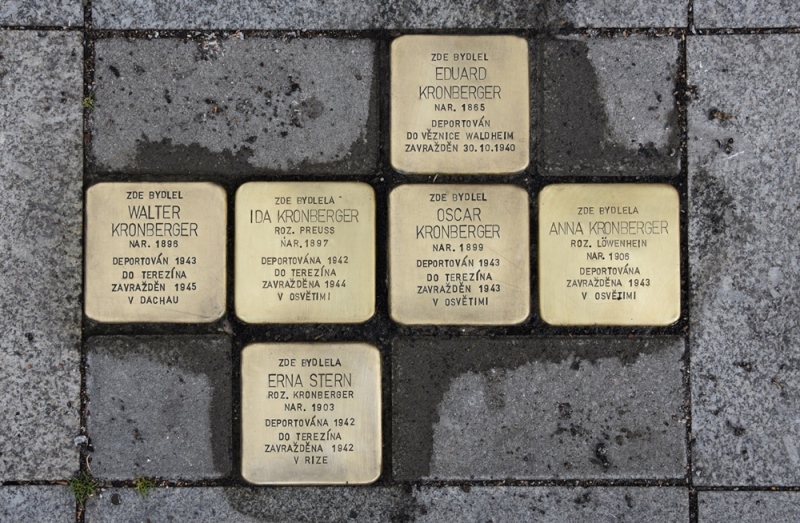 ZDE BYDLEL
EDUARD
KRONBERGER
NAR. 1865
DEPORTOVÁN
DO VĚZNICE WALDHEIM
ZAVRAŽDĚN 30.10.1940
ZDE BYDLEL
WALTER
KRONBERGER
NAR. 1896
DEPORTOVÁN 1943
DO TEREZÍNA
ZAVRAŽDĚN 1945
V DACHAU
ZDE BYDLELA
IDA KRONBERGER
ROZ. PREUSS
NAR. 1897
DEPORTOVÁNA 1942
DO TEREZÍNA
ZAVRAŽDĚNA 1944
V OSVĚTIMI
ZDE BYDLEL
OSCAR
KRONBERGER
NAR. 1899
DEPORTOVÁN 1943
DO TEREZÍNA
ZAVRAŽDĚN 1943
V OSVĚTIMI
ZDE BYDLELA
ANNA KRONBERGER
ROZ. LÖWENHEIN
NAR. 1906
DEPORTOVÁNA
ZAVRAŽDĚNA 1943
V OSVĚTIMI
ZDE BYDLELA
ERNA STERN
ROZ. KRONBERGER
NAR. 1903
DEPORTOVÁNA 1942
DO TEREZÍNA
ZAVRAŽDĚNA 1942
V RIZE